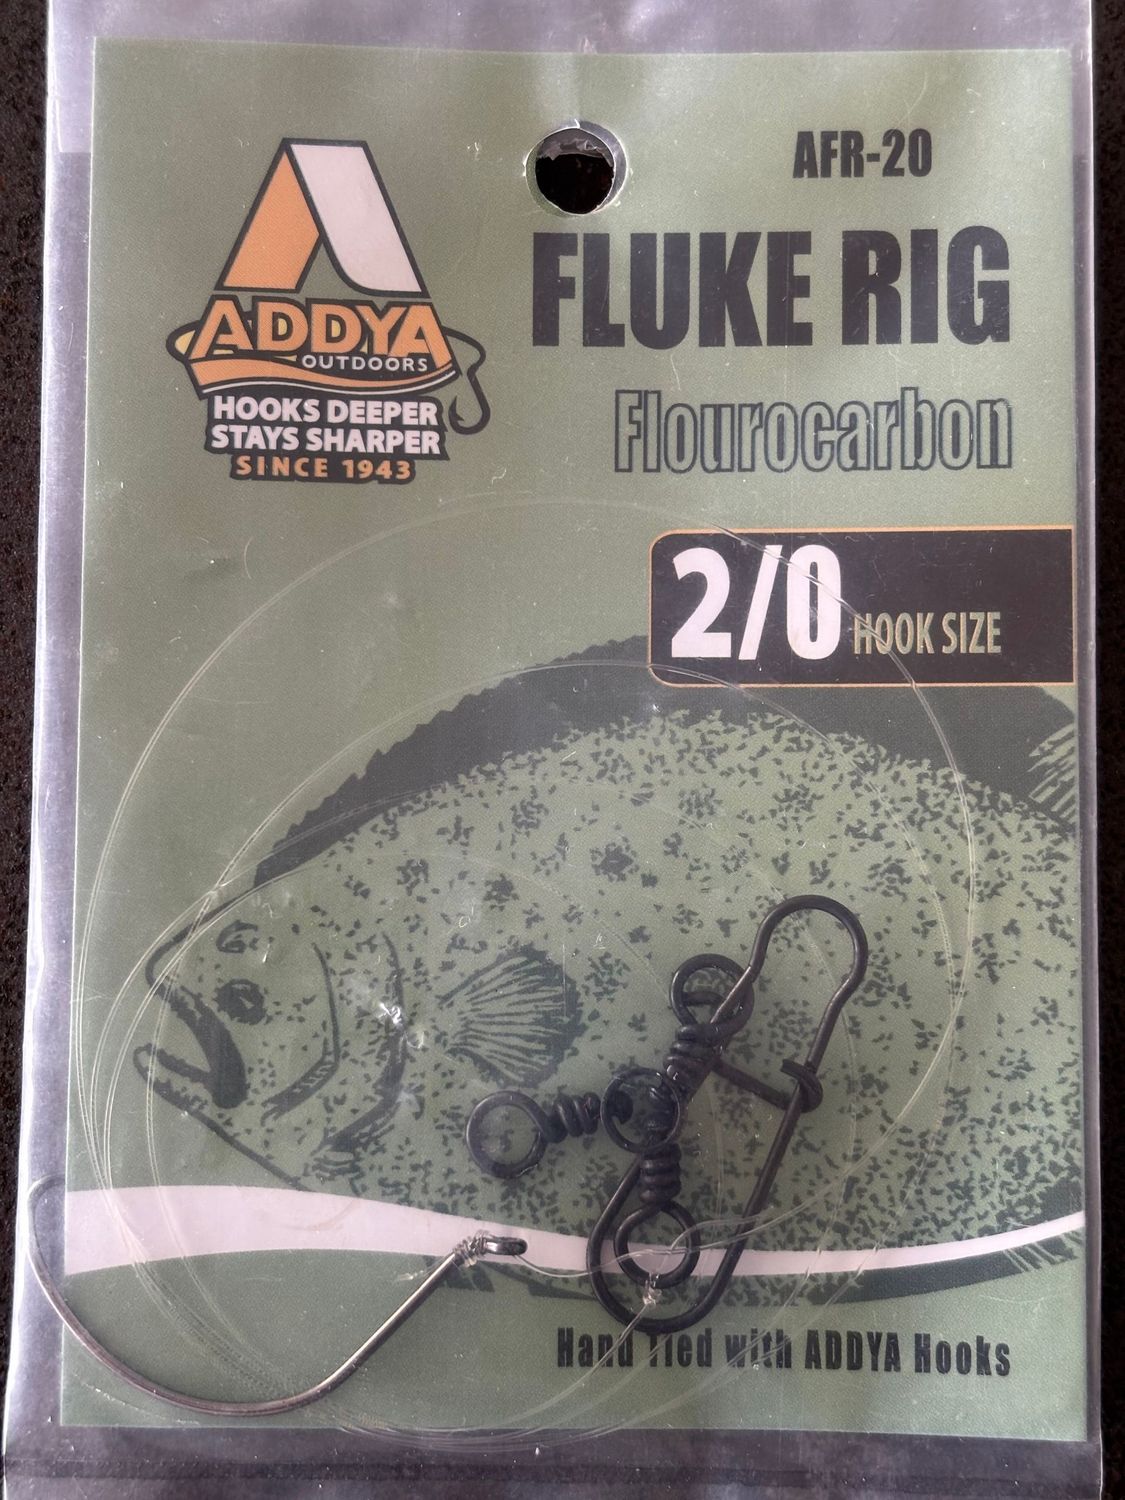 AFR-20
FLUKE RIG
Flourocarbon
ADDYA
OUTDOORS
HOOKS DEEPER
STAYS SHARPER
SINCE 1943
2/0 HOOK SIZE
Hand Tied with ADDYA Hooks